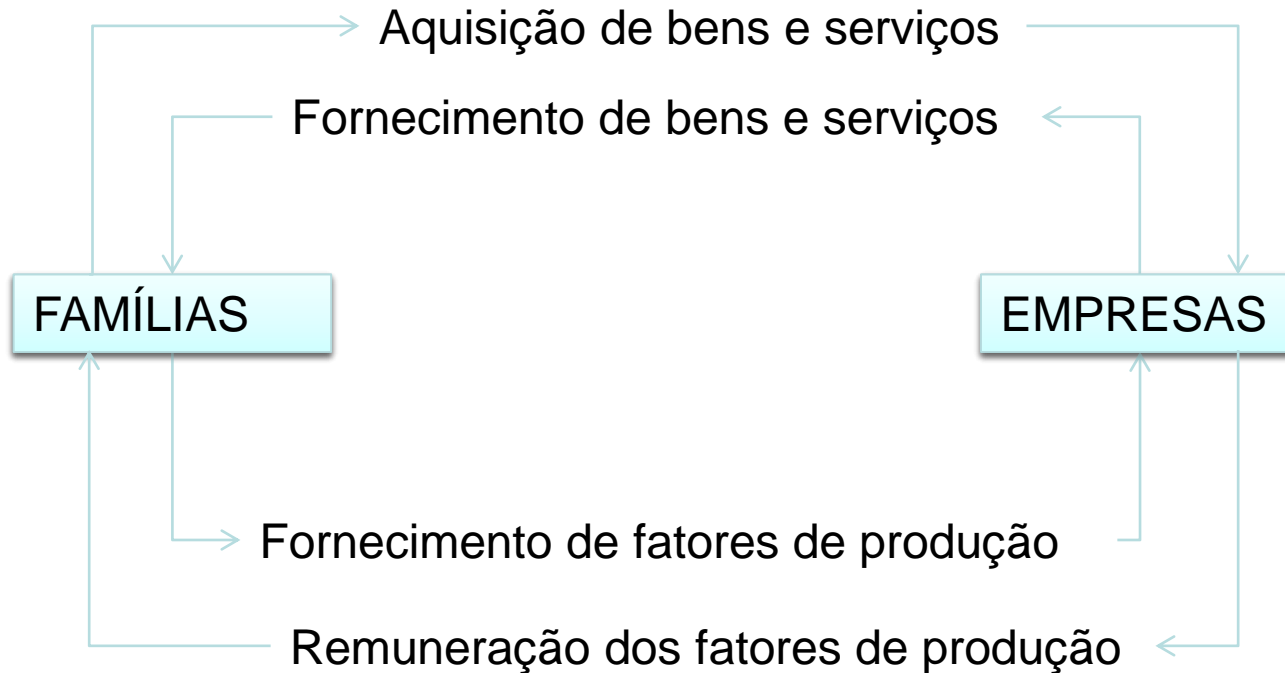 Aquisição de bens e serviços
Fornecimento de bens e serviços
FAMÍLIAS
EMPRESAS
Fornecimento de fatores de produção
Remuneração dos fatores de produção